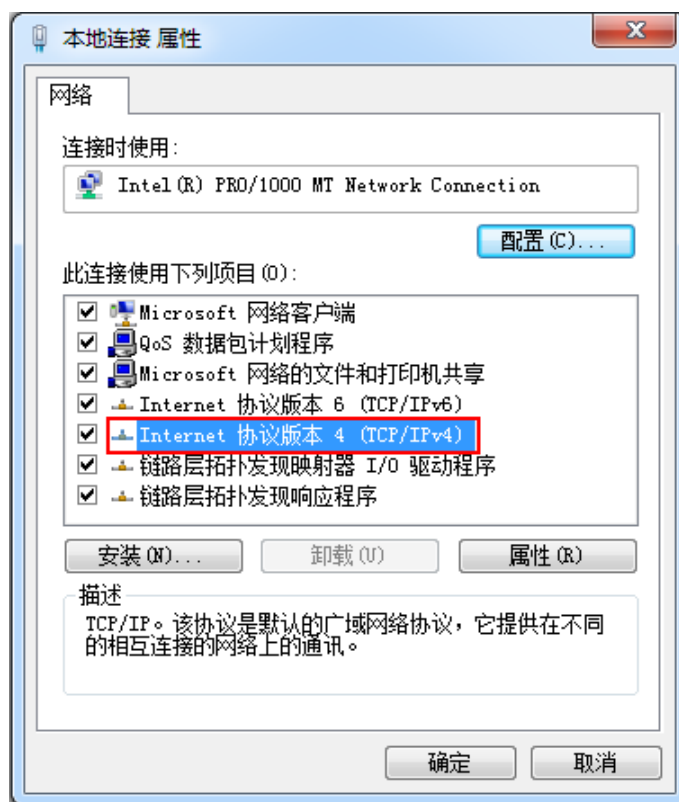 本地连接 属性
网络
连接时使用:
Intel(R) PRO/1000 MT Network Connection
配置(C)...
此连接使用下列项目(O):
Microsoft 网络客户端
QoS 数据包计划程序
Microsoft 网络的文件和打印机共享
Internet 协议版本 6 (TCP/IPv6)
Internet 协议版本 4 (TCP/IPv4)
链路层拓扑发现映射器 I/O 驱动程序
链路层拓扑发现响应程序
安装(N)... 卸载(U) 属性(R)
描述
TCP/IP。该协议是默认的广域网络协议，它提供在不同
的相互连接的网络上的通讯。
确定 取消